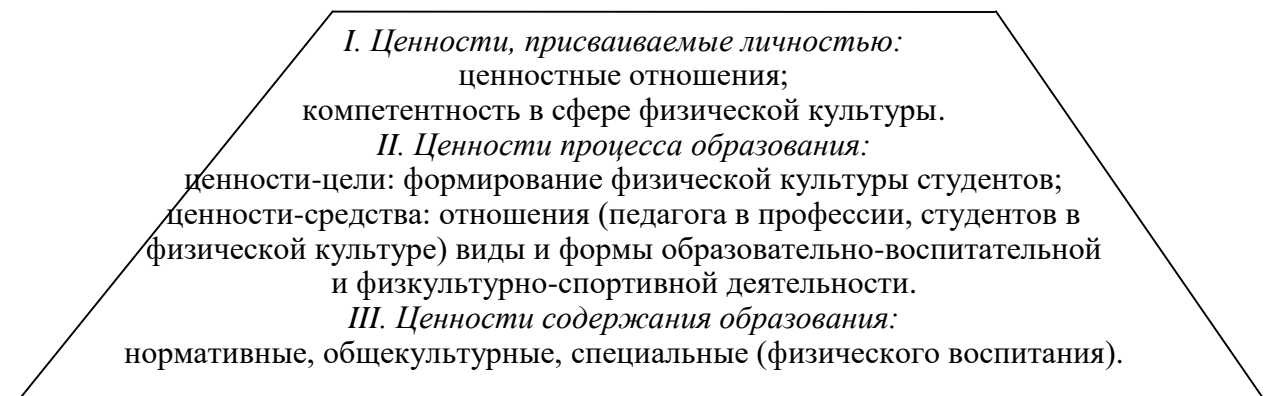 I. Ценности, присваиваемые личностью:
ценностные отношения;
компетентность в сфере физической культуры.
II. Ценности процесса образования:
ценности-цели: формирование физической культуры студентов;
ценности-средства: отношения (педагога в профессии, студентов в
физической культуре) виды и формы образовательно-воспитательной
и физкультурно-спортивной деятельности.
III. Ценности содержания образования:
нормативные, общекультурные, специальные (физического воспитания).